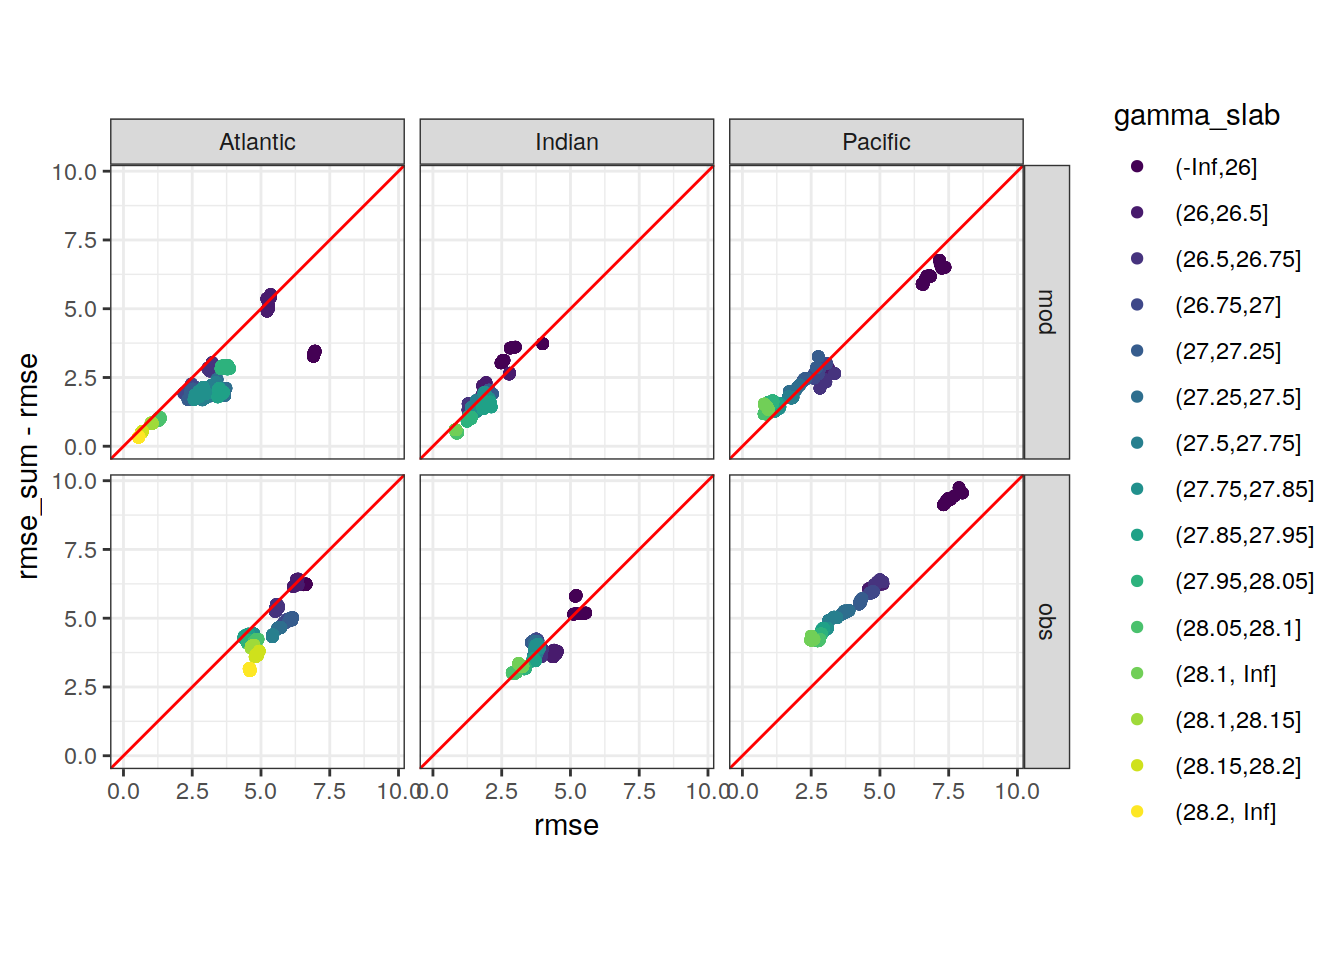 Atlantic
Indian
Pacific
gamma_slab
(-Inf,26]
(26,26.5]
(26.5,26.75]
(26.75,27]
(27,27.25]
(27.25,27.5]
(27.5,27.75]
(27.75,27.85]
(27.85,27.95]
(27.95,28.05]
(28.05,28.1]
(28.1, Inf]
(28.1,28.15]
(28.15,28.2]
(28.2, Inf]
mod
obs
rmse_sum - rmse
10.0
7.5
5.0
2.5
0.0
10.0
7.5
5.0
2.5
0.0
0.0 2.5 5.0 7.5 10.0
0.0 2.5 5.0 7.5 10.0
0.0 2.5 5.0 7.5 10.0
rmse